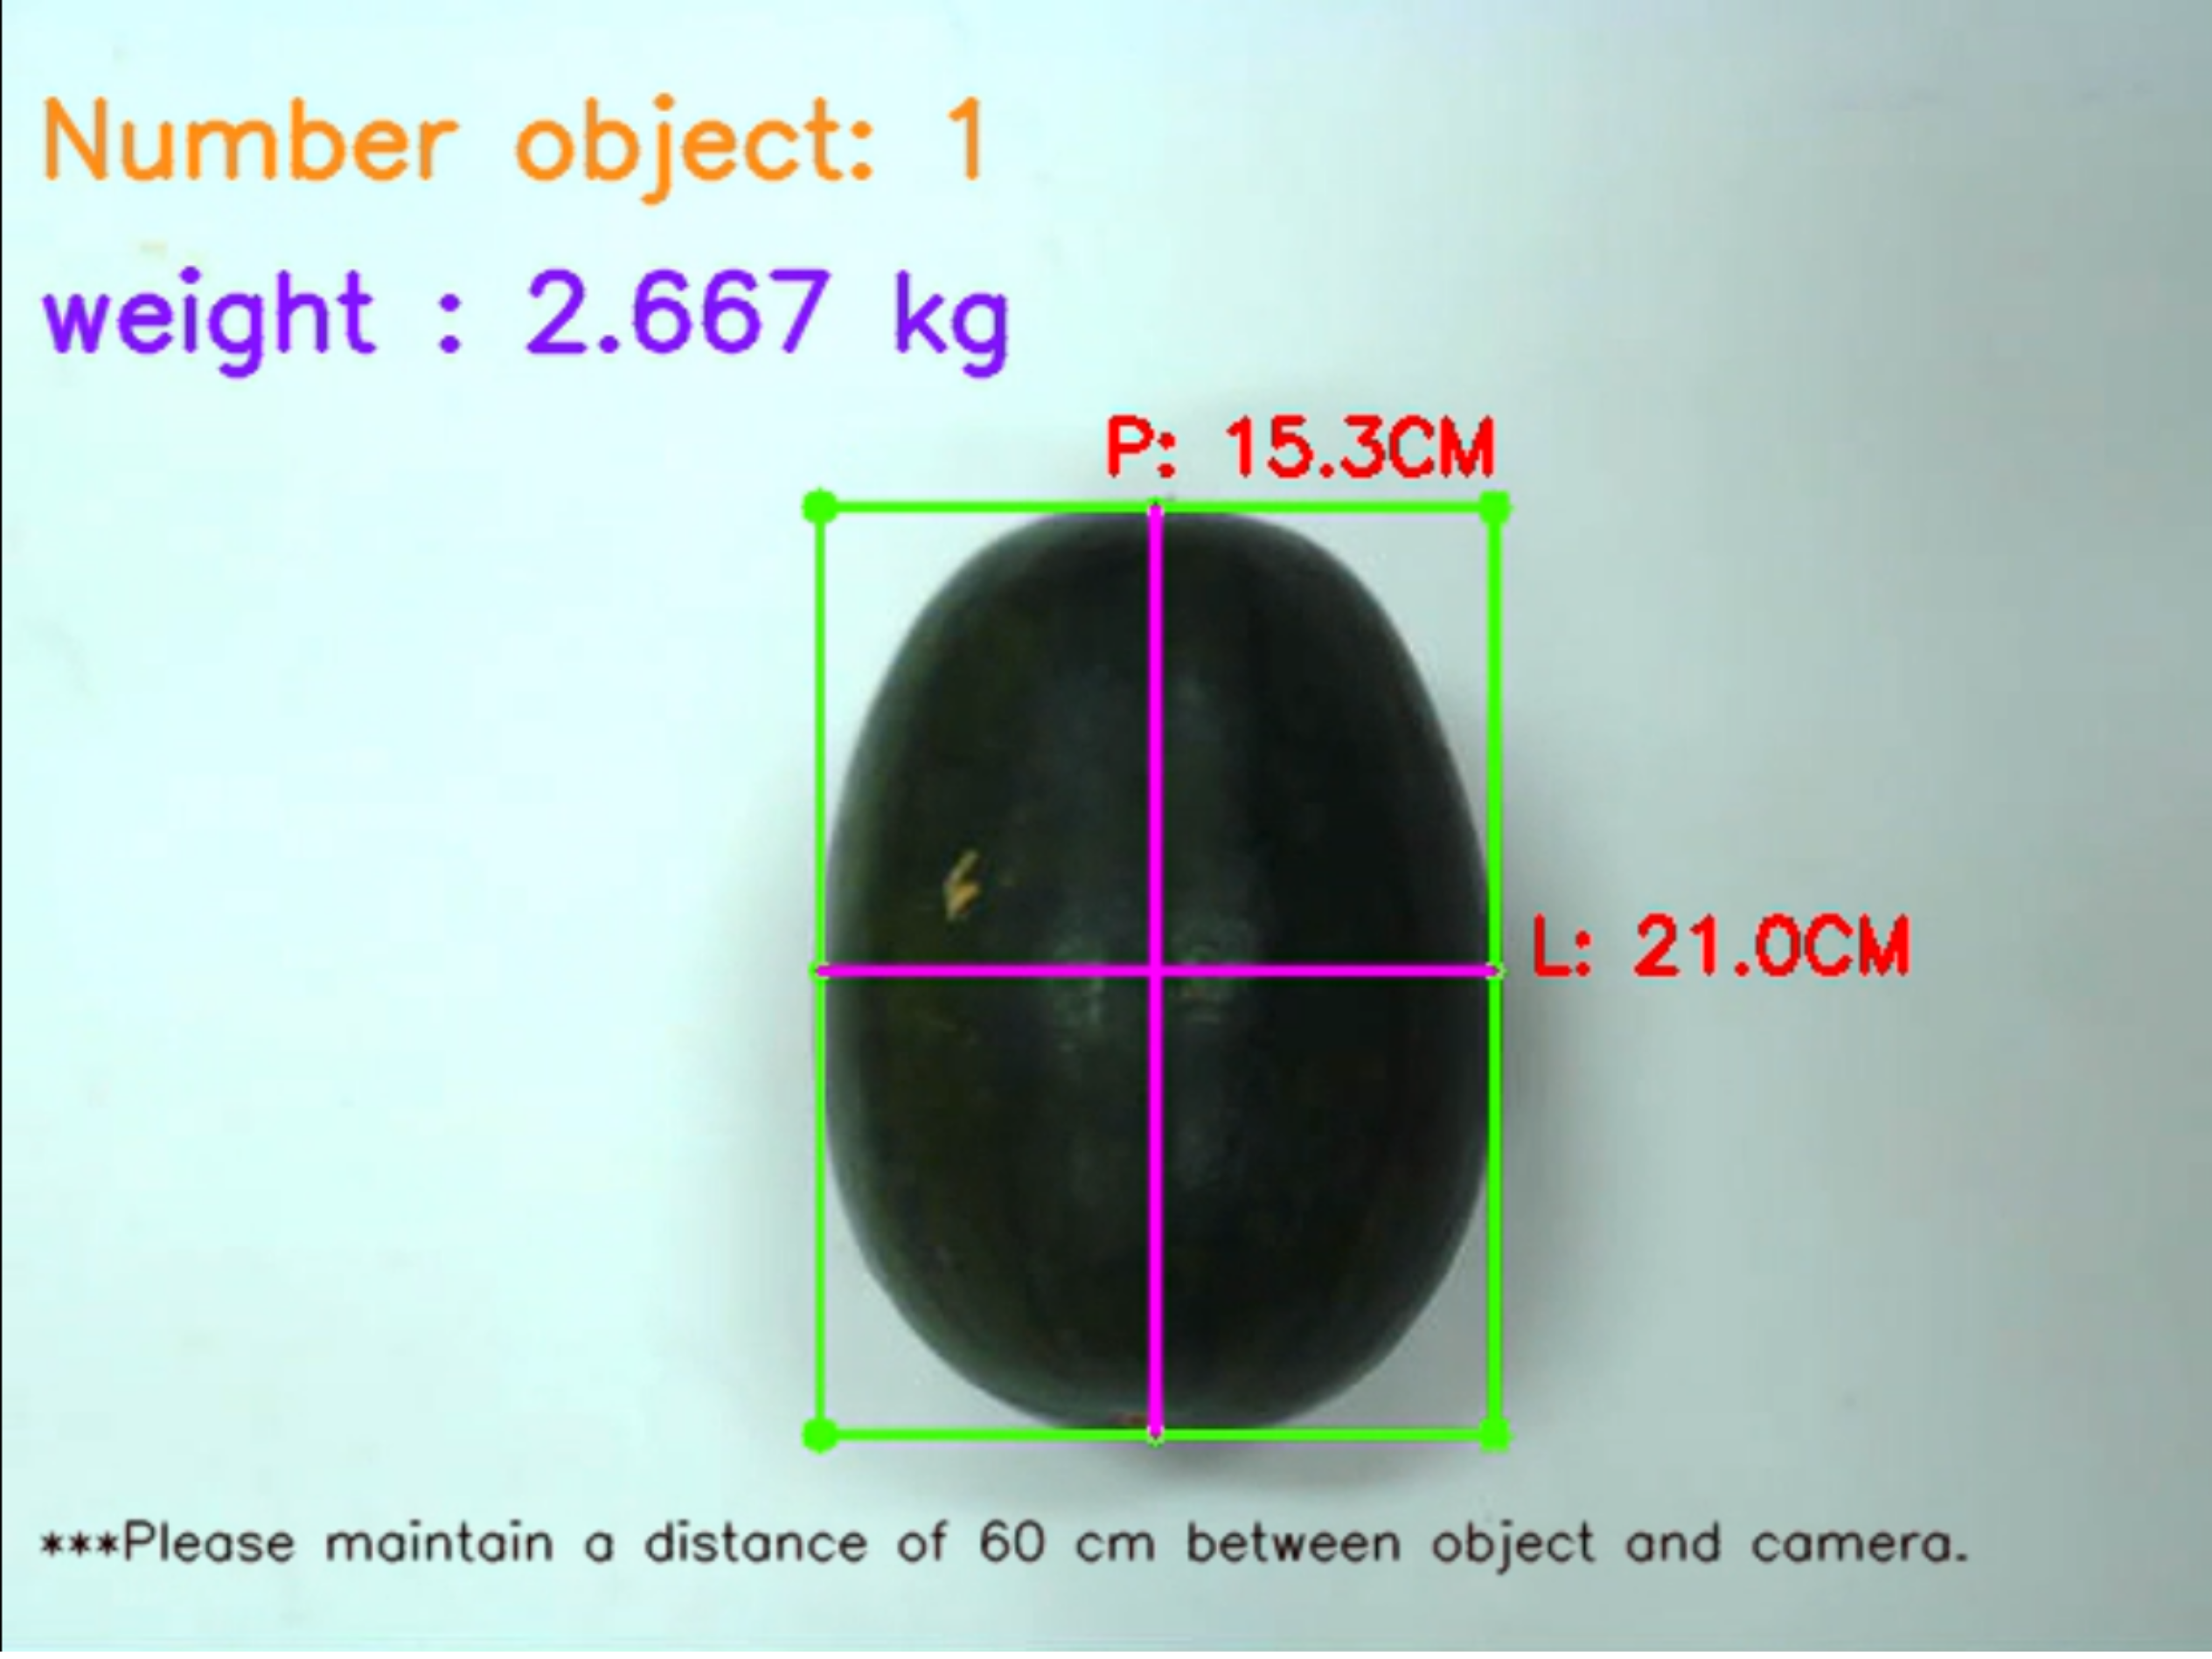 Number object: 1
weight : 2.667 kg
P: 15.3CM
L: 21.0CM
***Please maintain a distance of 60 cm between object and camera.